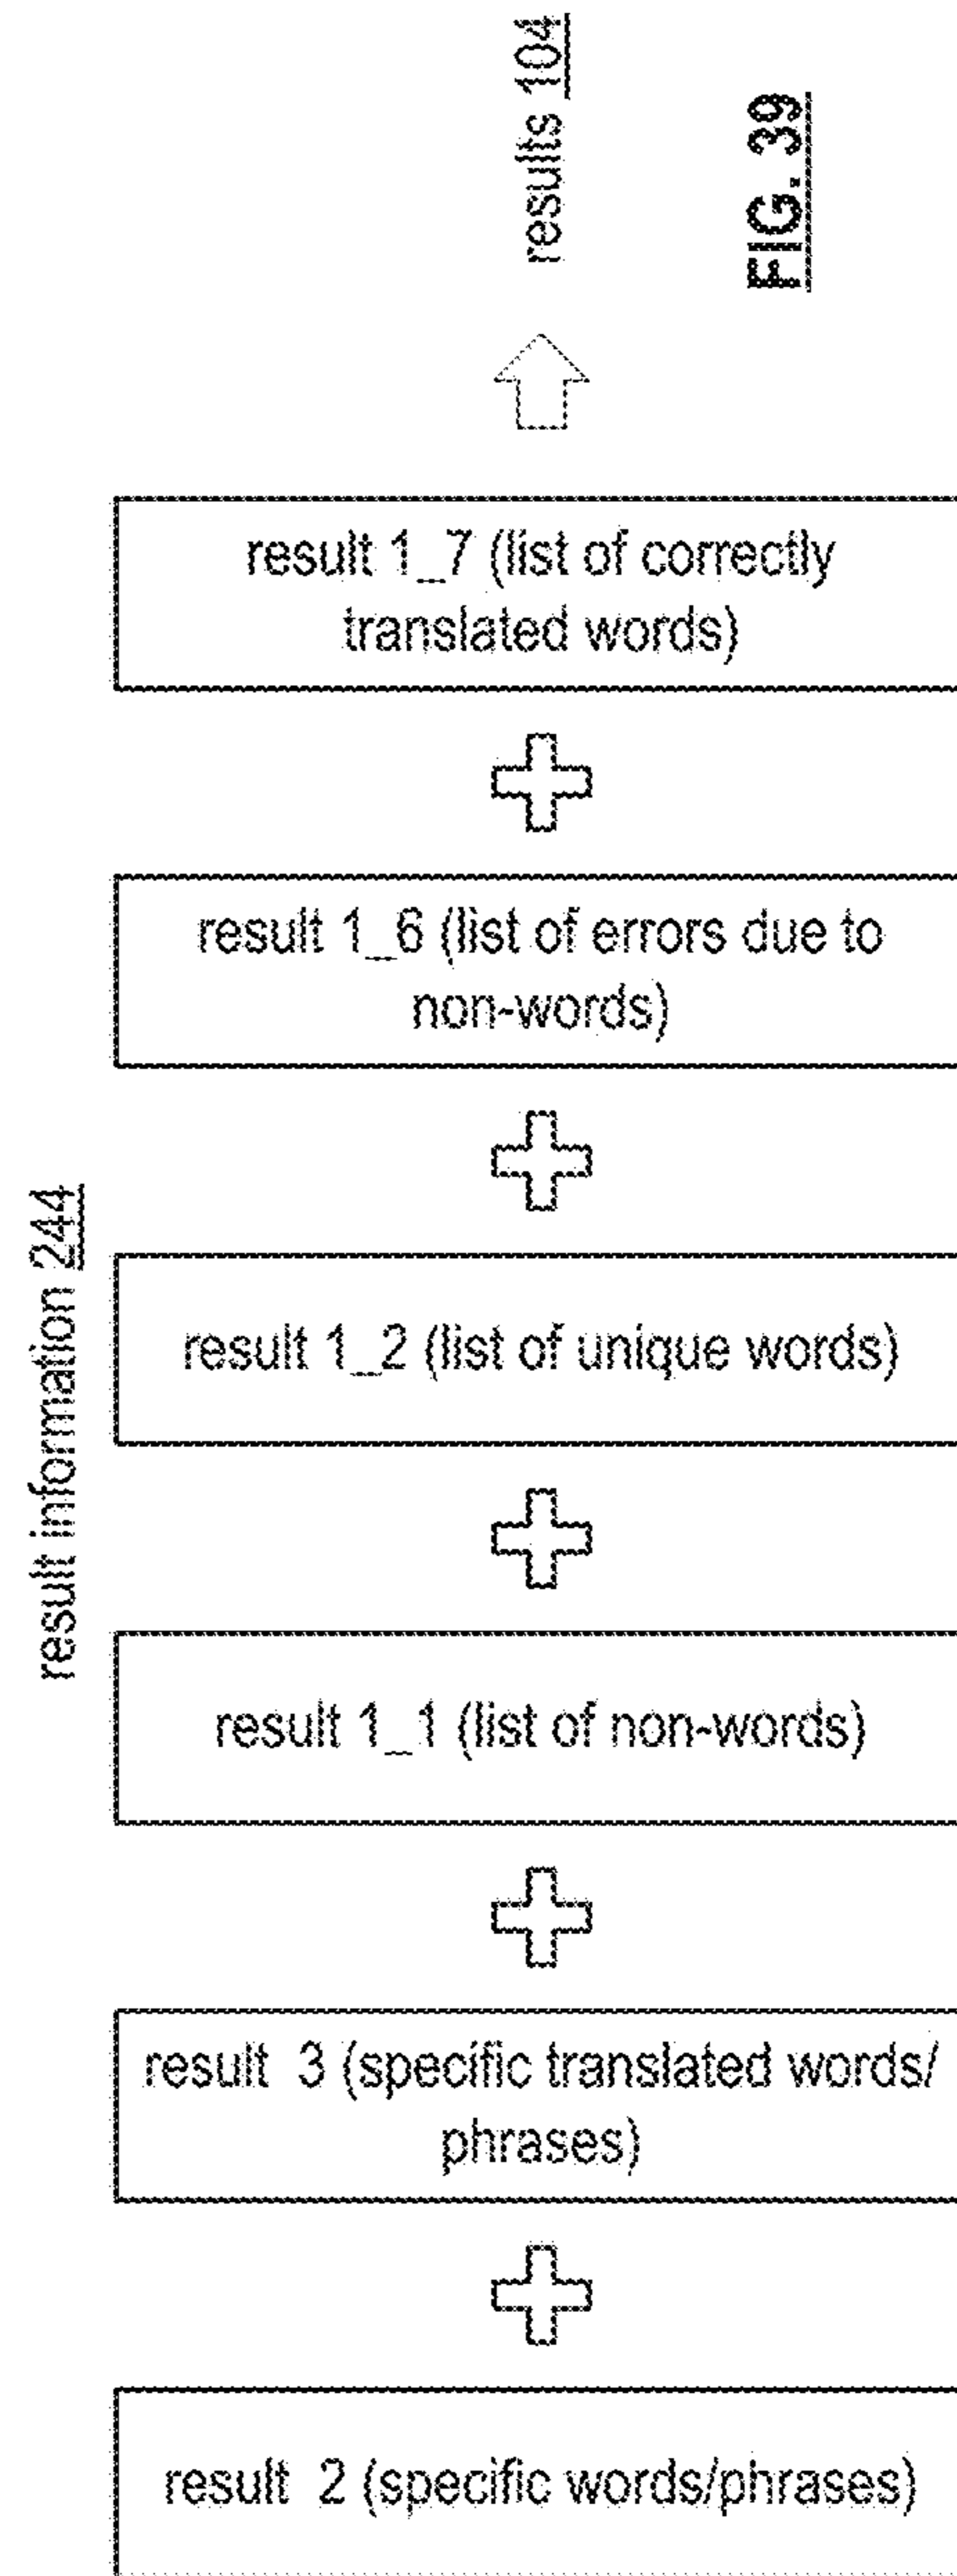 results 104
FIG. 39
result 1_7 (list of correctly
translated words)
result 1_6 (list of errors due to
non-words)
result information 244
result 1_2 (list of unique words)
result 1_1 (list of non-words)
result 3 (specific translated words/
phrases)
result 2 (specific words/phrases)